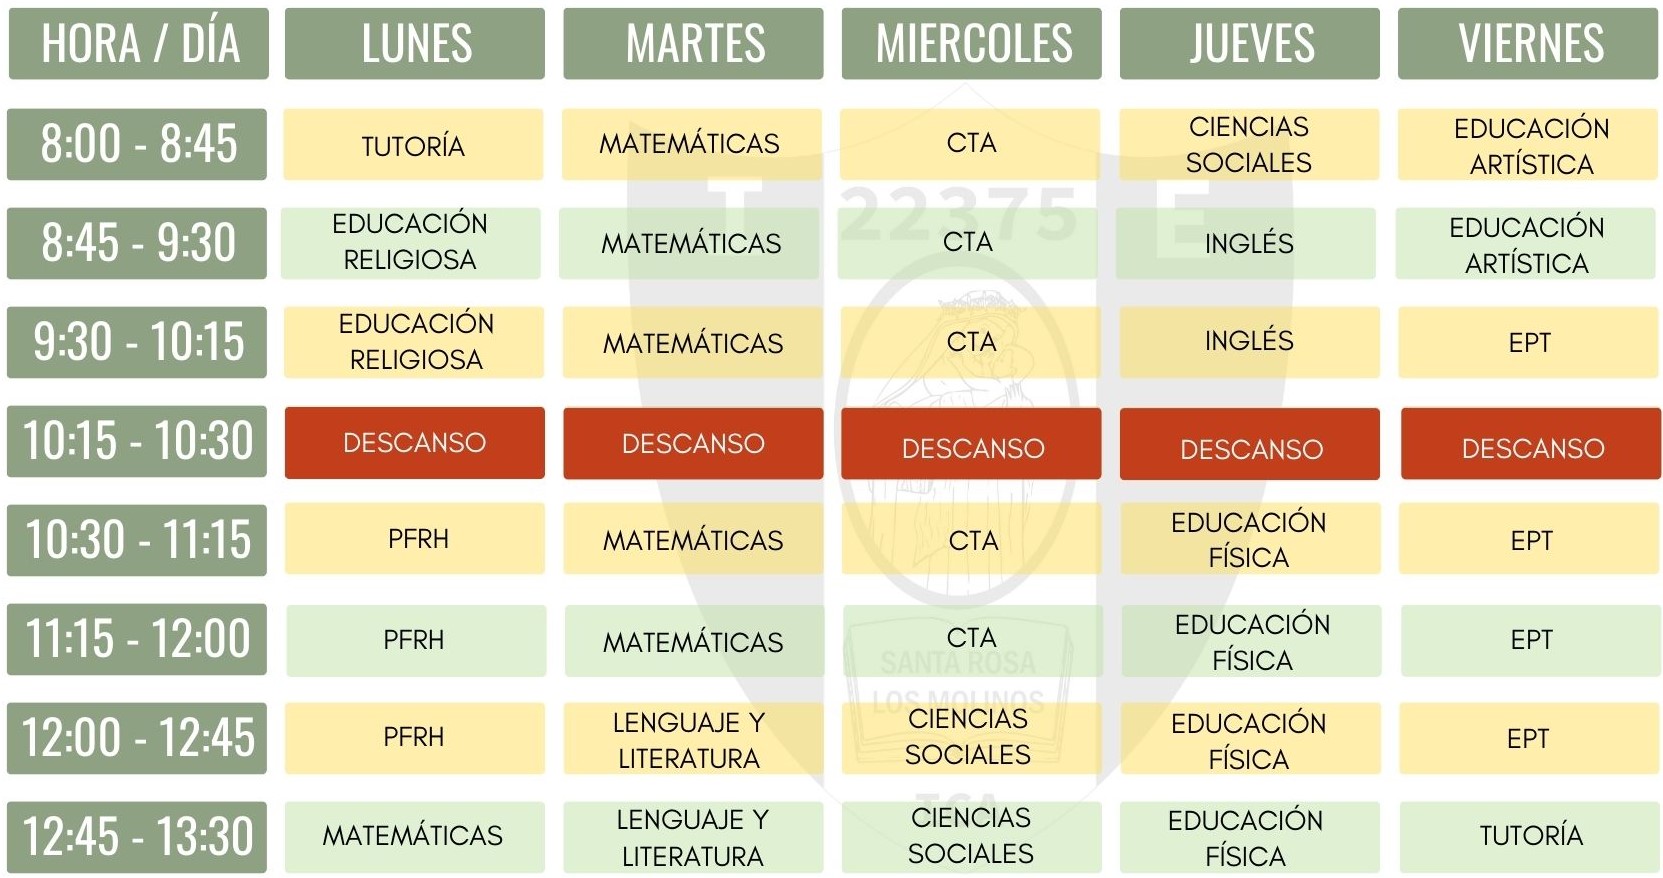 HORA / DÍA LUNES MARTES MIERCOLES JUEVES VIERNES
8:00 - 8:45 TUTORÍA MATEMÁTICAS CTA CIENCIAS SOCIALES EDUCACIÓN ARTÍSTICA
T 22375 E
8:45 - 9:30 EDUCACIÓN RELIGIOSA MATEMÁTICAS CTA INGLÉS EDUCACIÓN ARTÍSTICA
9:30 - 10:15 EDUCACIÓN RELIGIOSA MATEMÁTICAS CTA INGLÉS EPT
10:15 - 10:30 DESCANSO DESCANSO DESCANSO DESCANSO DESCANSO
10:30 - 11:15 PFRH MATEMÁTICAS CTA EDUCACIÓN FÍSICA EPT
11:15 - 12:00 PFRH MATEMÁTICAS CTA EDUCACIÓN FÍSICA EPT
SANTA ROSA
LOS MOLINOS
12:00 - 12:45 PFRH LENGUAJE Y LITERATURA CIENCIAS SOCIALES EDUCACIÓN FÍSICA EPT
12:45 - 13:30 MATEMÁTICAS LENGUAJE Y LITERATURA CIENCIAS SOCIALES EDUCACIÓN FÍSICA TUTORÍA